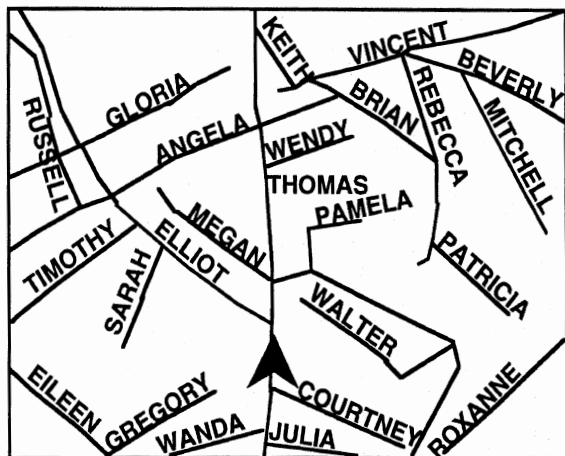 KEITH
VINCENT
BEVERLY
RUSSELL
GLORIA
BRIAN
REBECCA
MITCHELL
ANGELA
WENDY
THOMAS
PAMELA
MEGAN
TIMOTHY
ELLIOT
SARAH
PATRICIA
WALTER
EILEEN
GREGORY
COURTNEY
ROXANNE
WANDA
JULIA